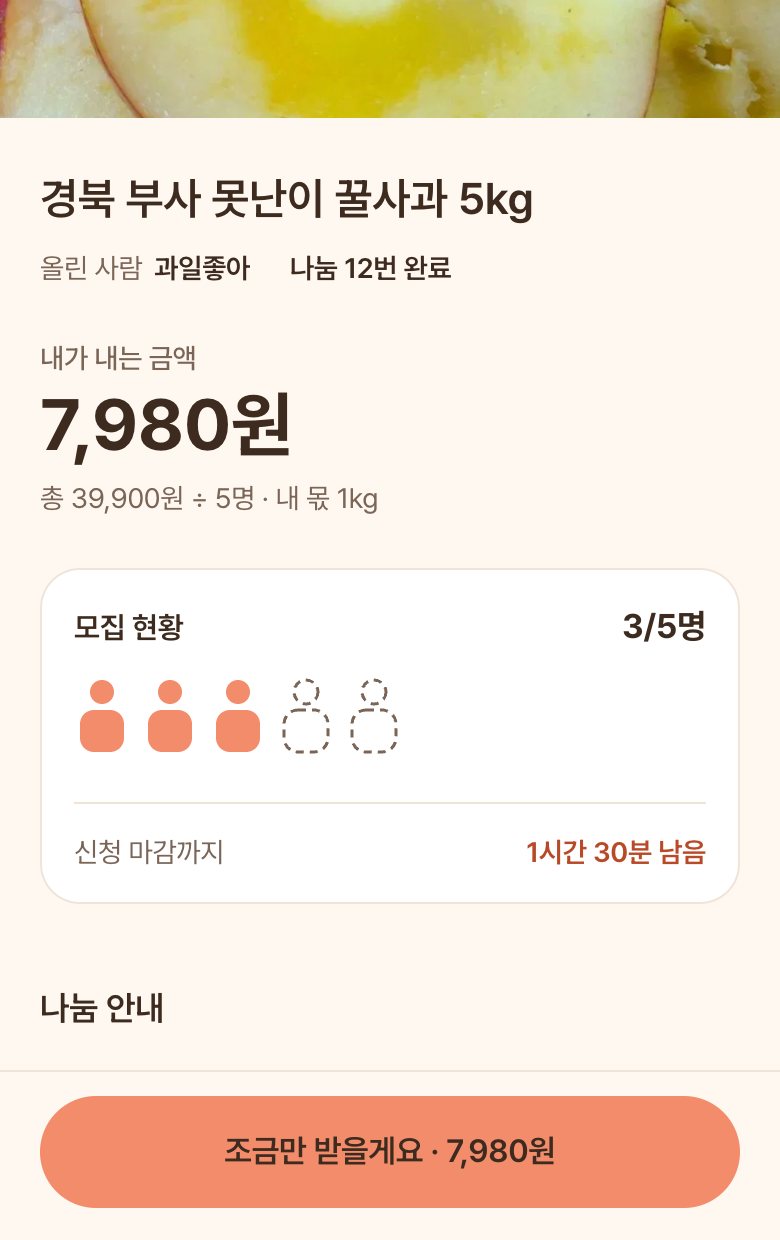 경북 부사 못난이 꿀사과 5kg
올린 사람 과일좋아 나눔 12번 완료
내가 내는 금액
7,980원
총 39,900원 ÷ 5명 · 내 몫 1kg
모집 현황 3/5명
신청 마감까지 1시간 30분 남음
나눔 안내
조금만 받을게요 · 7,980원